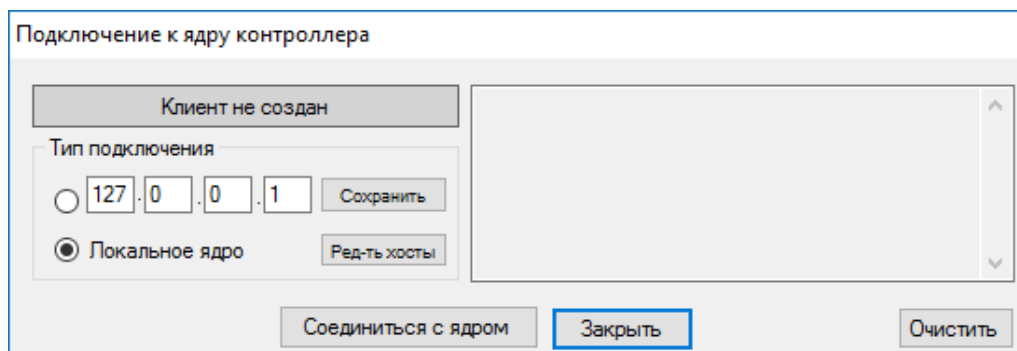 Подключение к ядру контроллера
Клиент не создан
Тип подключения
127 . 0 . 0 . 1 Сохранить
Локальное ядро Ред-ть хосты
Соединиться с ядром Закрыть Очистить